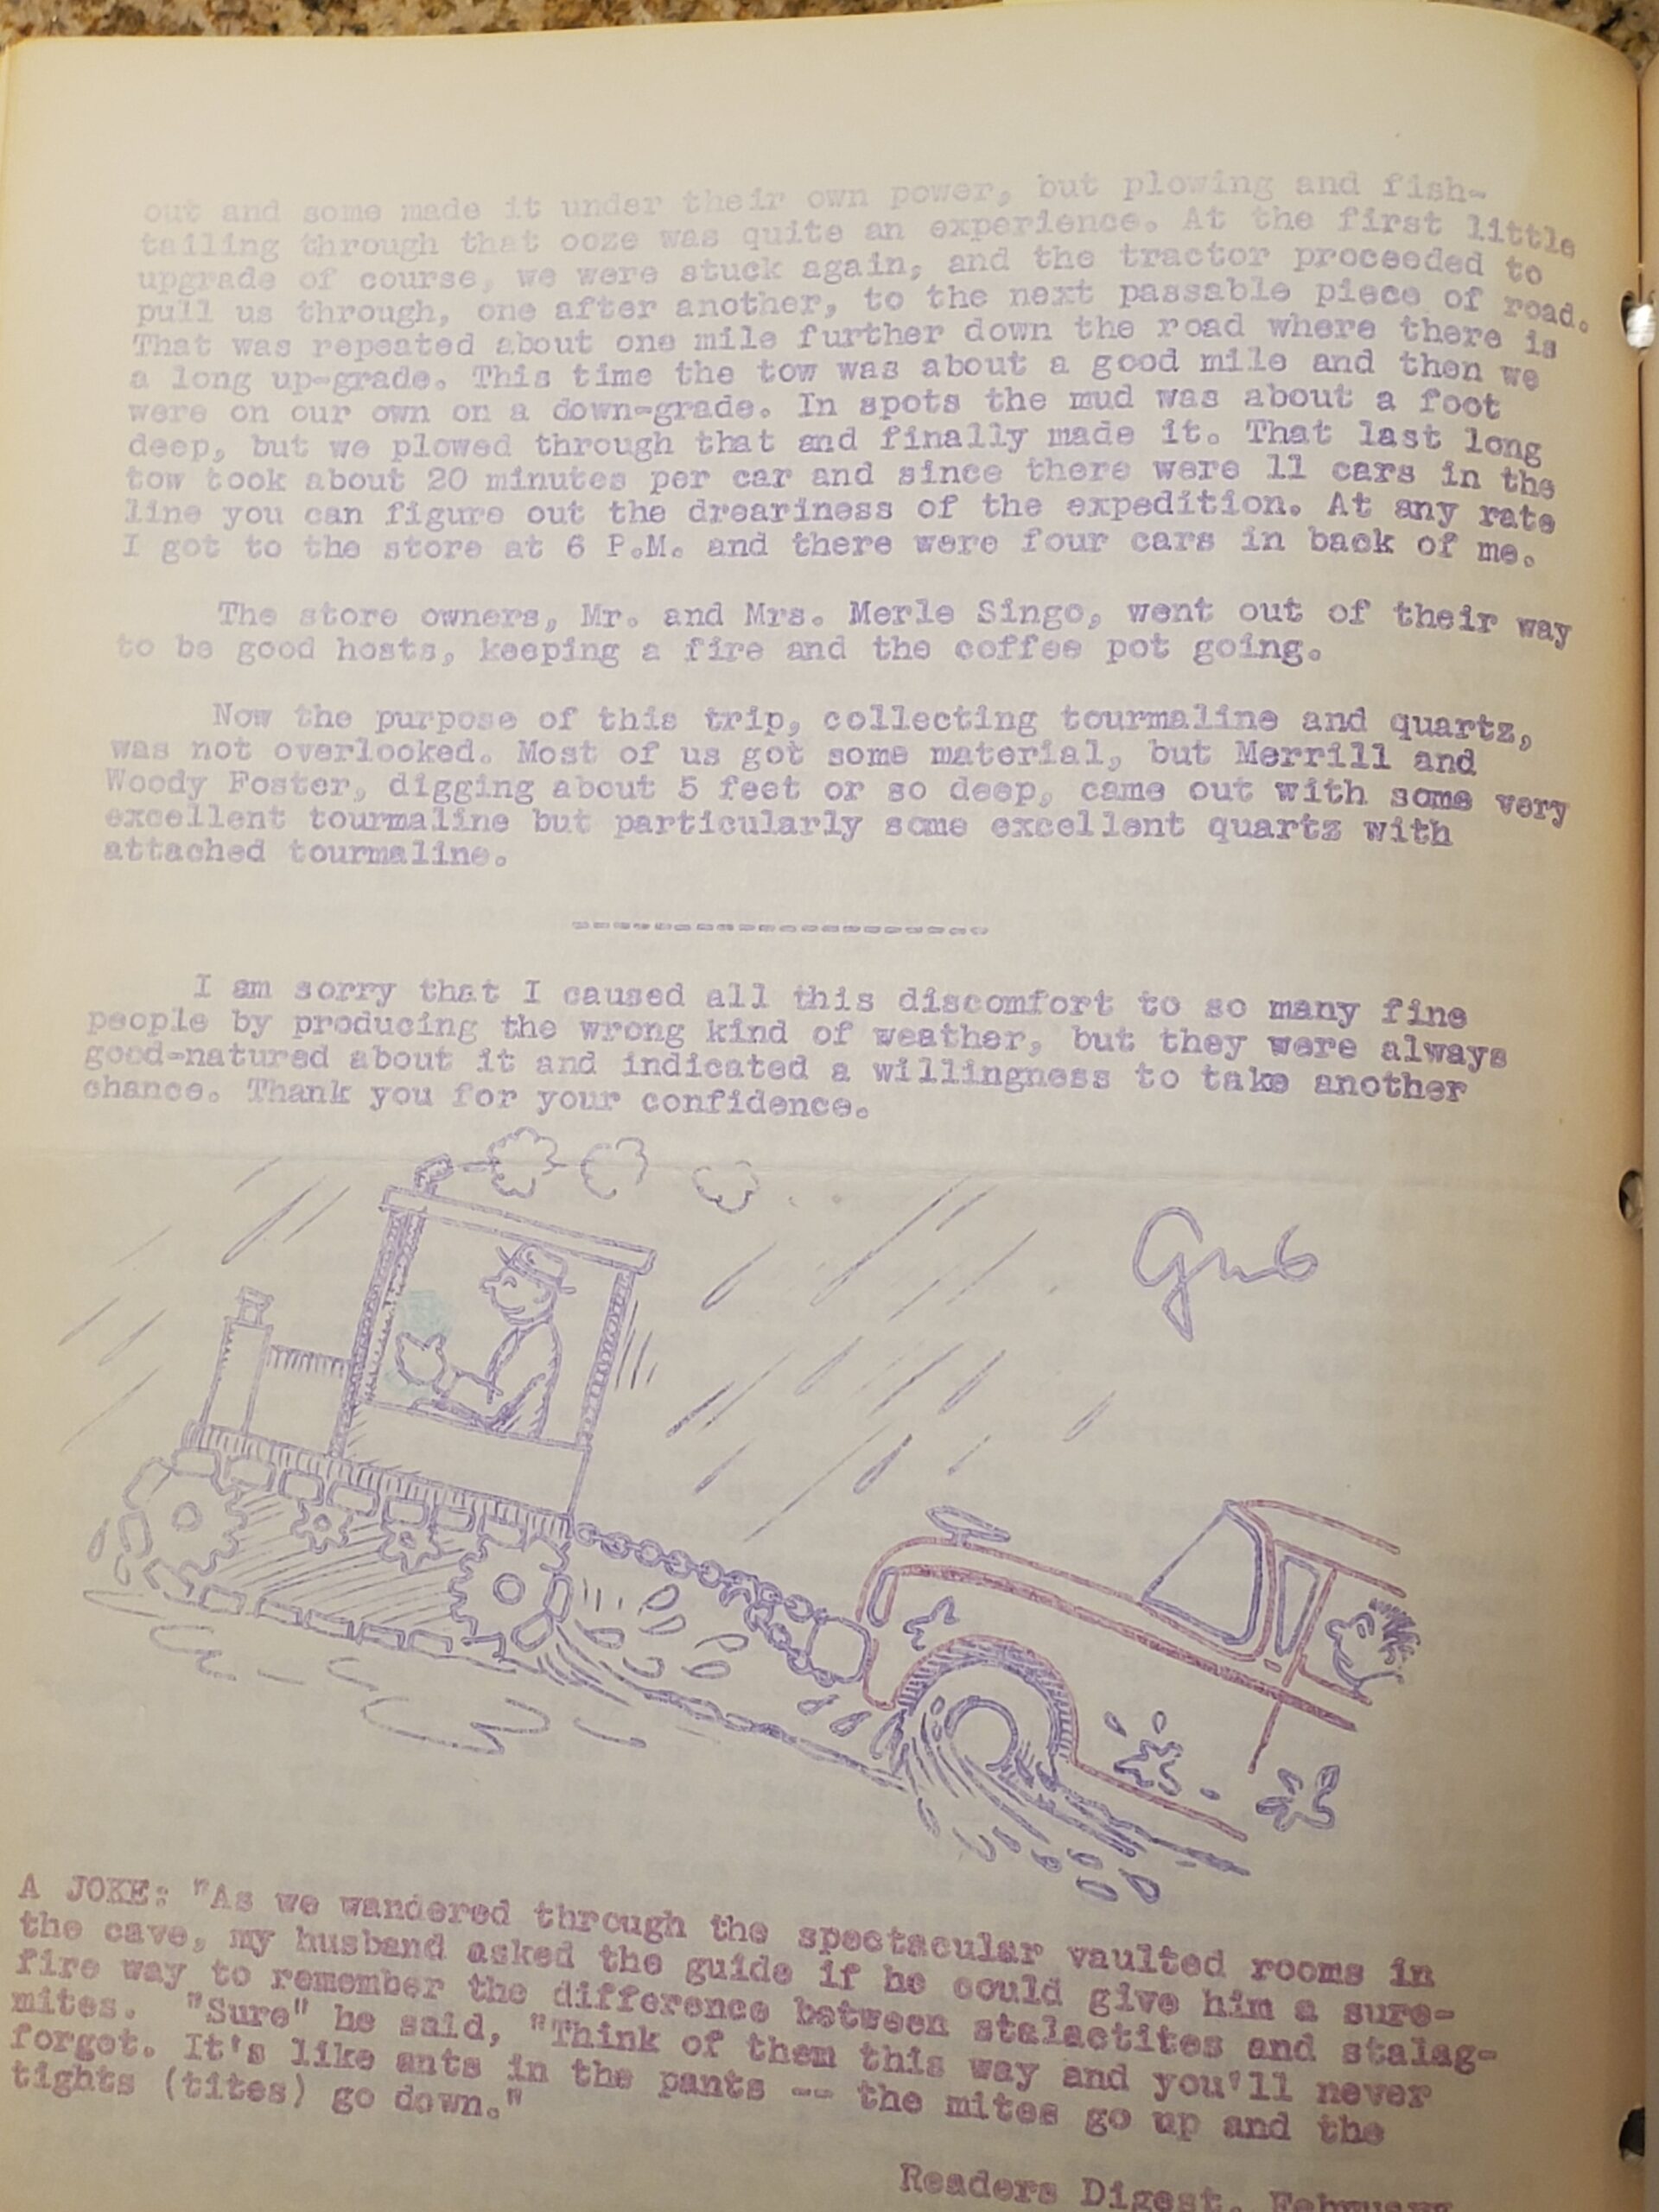 out and some made it under their own power, but plowing and fish-
tailing through that ooze was quite an experience. At the first little
upgrade of course, we were stuck again, and the tractor proceeded to
pull us through, one after another, to the next passable piece of road.
That was repeated about one mile further down the road where there is
a long up-grade. This time the tow was about a good mile and then we
were on our own on a down-grade. In spots the mud was about a foot
deep, but we plowed through that and finally made it. That last long
tow took about 20 minutes per car and since there were 11 cars in the
line you can figure out the dreariness of the expedition. At any rate
I got to the store at 6 P.M. and there were four cars in back of me.
The store owners, Mr. and Mrs. Merle Singo, went out of their way
to be good hosts, keeping a fire and the coffee pot going.
Now the purpose of this trip, collecting tourmaline and quartz,
was not overlooked. Most of us got some material, but Merrill and
Woody Foster, digging about 5 feet or so deep, came out with some very
excellent tourmaline but particularly some excellent quartz with
attached tourmaline.
---------------------
I am sorry that I caused all this discomfort to so many fine
people by producing the wrong kind of weather, but they were always
good-natured about it and indicated a willingness to take another
chance. Thank you for your confidence.
A JOKE: "As we wandered through the spectacular vaulted rooms in
the cave, my husband asked the guide if he could give him a sure-
fire way to remember the difference between stalactites and stalag-
mites. "Sure" he said, "Think of them this way and you'll never
forget. It's like ants in the pants -- the mites go up and the
tights (tites) go down."
Readers Digest, February